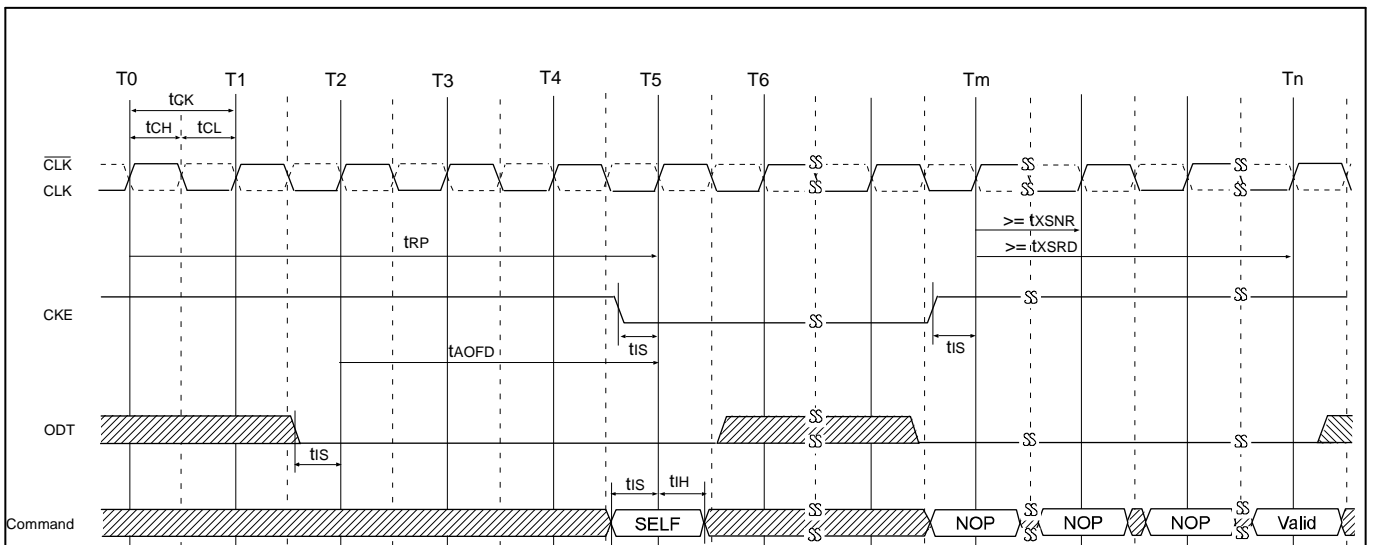 T0 T1 T2 T3 T4 T5 T6 Tm Tn
tCK
tCH tCL
CLK
CLK
>= tXSNR
tRP
>= tXSRD
CKE
tIS
tIS
tAOFD
ODT
tIS
tIS tIH
Command
SELF NOP NOP NOP Valid